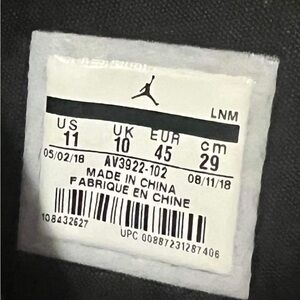 LNM
US UK EUR cm
11 10 45 29
05/02/18 AV3922-102 08/11/18
MADE IN CHINA
FABRIQUE EN CHINE
108432627
UPC 00887231287406